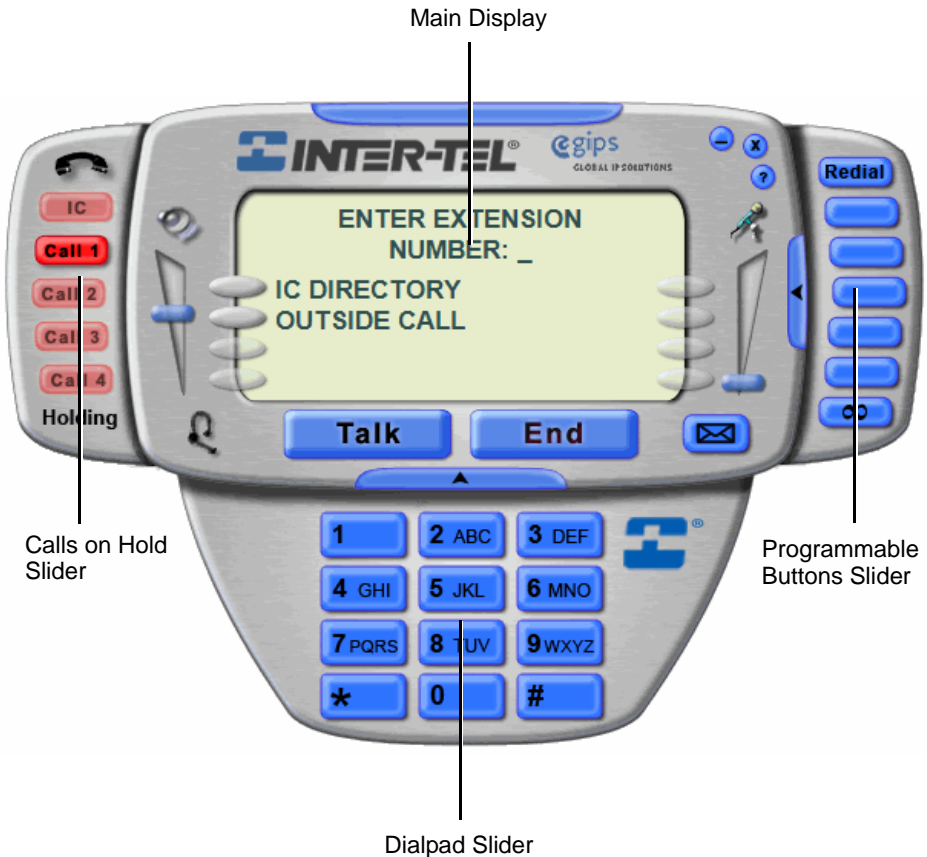 Main Display
INTER-TEL®
egips
GLOBAL IP SOLUTIONS
x
?
Redial
IC
Call 1
Call 2
Call 3
Call 4
Holding
ENTER EXTENSION
NUMBER: _
IC DIRECTORY
OUTSIDE CALL
Talk
End
∞
Calls on Hold
Slider
1
2 ABC
3 DEF
®
4 GHI
5 JKL
6 MNO
7 PQRS
8 TUV
9 WXYZ
*
0
#
Programmable
Buttons Slider
Dialpad Slider